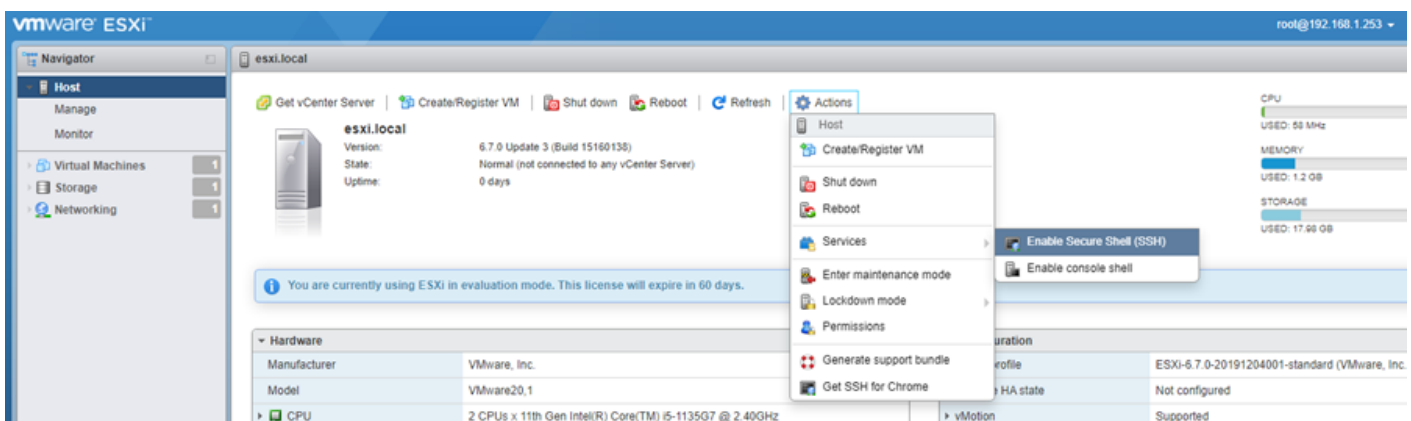 vmware ESXi™
root@192.168.1.253
Navigator
esxi.local
Host
Manage
Monitor
Virtual Machines 1
Storage 1
Networking 1
Get vCenter Server Create/Register VM Shut down Reboot Refresh Actions
esxi.local
Version: 6.7.0 Update 3 (Build 15160138)
State: Normal (not connected to any vCenter Server)
Uptime: 0 days
CPU
USED: 58 MHz
MEMORY
USED: 1.2 GB
STORAGE
USED: 17.98 GB
Host
Create/Register VM
Shut down
Reboot
Services
Enable Secure Shell (SSH)
Enable console shell
Enter maintenance mode
Lockdown mode
Permissions
Generate support bundle
Get SSH for Chrome
You are currently using ESXi in evaluation mode. This license will expire in 60 days.
Hardware
Manufacturer VMware, Inc.
Model VMware20,1
CPU 2 CPUs x 11th Gen Intel(R) Core(TM) i5-1135G7 @ 2.40GHz
uration
rofile ESXi-6.7.0-20191204001-standard (VMware, Inc.
HA state Not configured
vMotion Supported